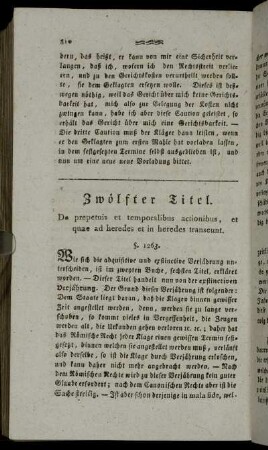 dern, das heißt, er kann von mir eine Sicherheit ver-
langen, daß ich, wofern ich den Rechtsstreit verlie-
ren, und zu den Gerichtskosten verurtheilt werden soll-
te, sie dem Geklagten ersetzen wolle. Dieses ist deß-
wegen nöthig, weil das Gericht über mich keine Gerichts-
barkeit hat, mich also zur Belegung der Kosten nicht
zwingen kann, habe ich aber diese Caution geleistet, so
erhält das Gericht über mich eine Gerichtsbarkeit. — Die
dritte Caution muß der Kläger dann leisten, wenn
er den Geklagten zum ersten Mahle hat vorladen lassen,
in dem festgesetzten Termine selbst ausgeblieben ist, und
nun um eine neue Vorladung bittet.
Zwölfter Titel.
De perpetuis et temporalibus actionibus, et
quae ad heredes et in heredes transeunt.
§. 1263.
Wie sich die adquisitive und extinctive Verjährung un-
terscheiden, ist im zweyten Buche, sechsten Titel, erkläret
worden. — Dieser Titel handelt nun von der extinctiven
Verjährung. Der Grund dieser Verjährung ist folgender:
Dem Staate liegt daran, daß die Klagen binnen gewisser
Zeit angestellt werden, denn, werden sie zu lange ver-
schoben, so kommt vieles in Vergessenheit, die Zeugen
werden alt, Urkunden gehen verloren ꝛc. ꝛc.; daher hat
das Römische Recht jeder Klage einen gewissen Termin fest-
gesetzt, binnen welchen sie angestellet werden muß, verläuft
also derselbe, so ist die Klage durch Verjährung erloschen,
und kann daher nicht mehr angebracht werden. — Nach
dem Römischen Rechte wird zu dieser Verjährung kein guter
Glaube erfordert; nach dem Canonischen Rechte aber ist die
Sache streitig. — Ist aber schon derjenige in mala fide, wel-